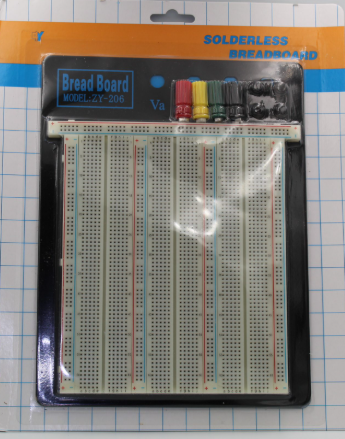 SOLDERLESS
BREADBOARD
Bread Board
MODEL:ZY-206
Va